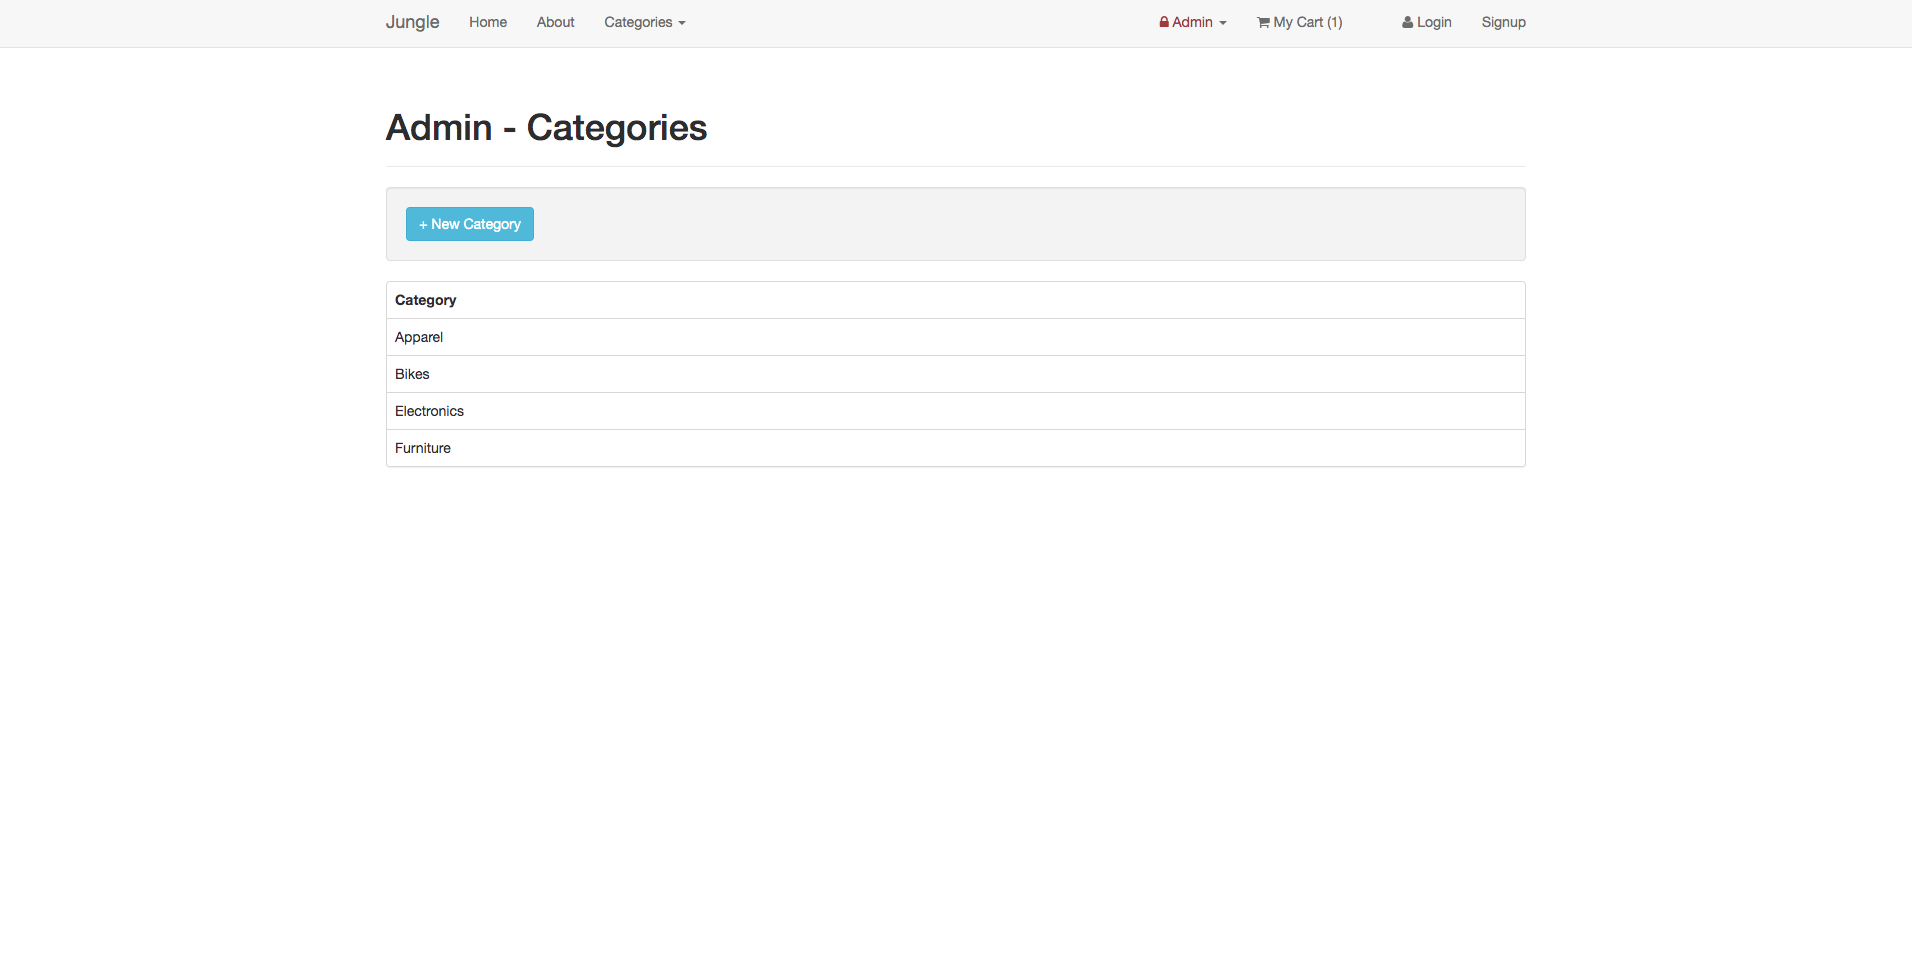 Jungle Home About Categories Admin My Cart (1) Login Signup
Admin - Categories
+ New Category
Category
Apparel
Bikes
Electronics
Furniture